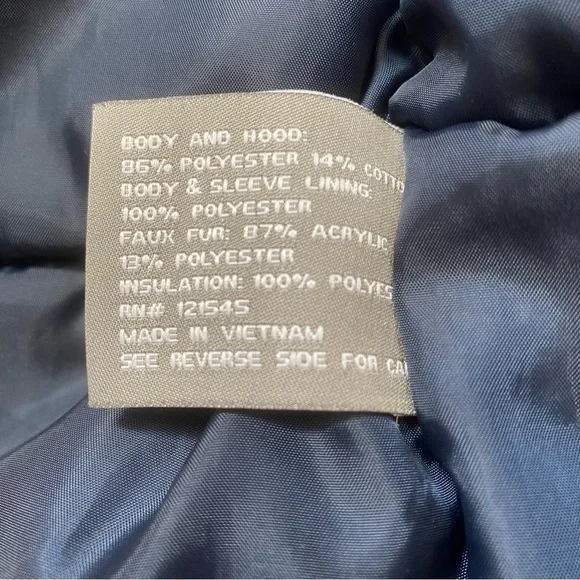 BODY AND HOOD:
86% POLYESTER 14% COTTO
BODY & SLEEVE LINING:
100% POLYESTER
FAUX FUR: 87% ACRYLIC
13% POLYESTER
INSULATION: 100% POLYES
RN# 121545
MADE IN VIETNAM
SEE REVERSE SIDE FOR CA